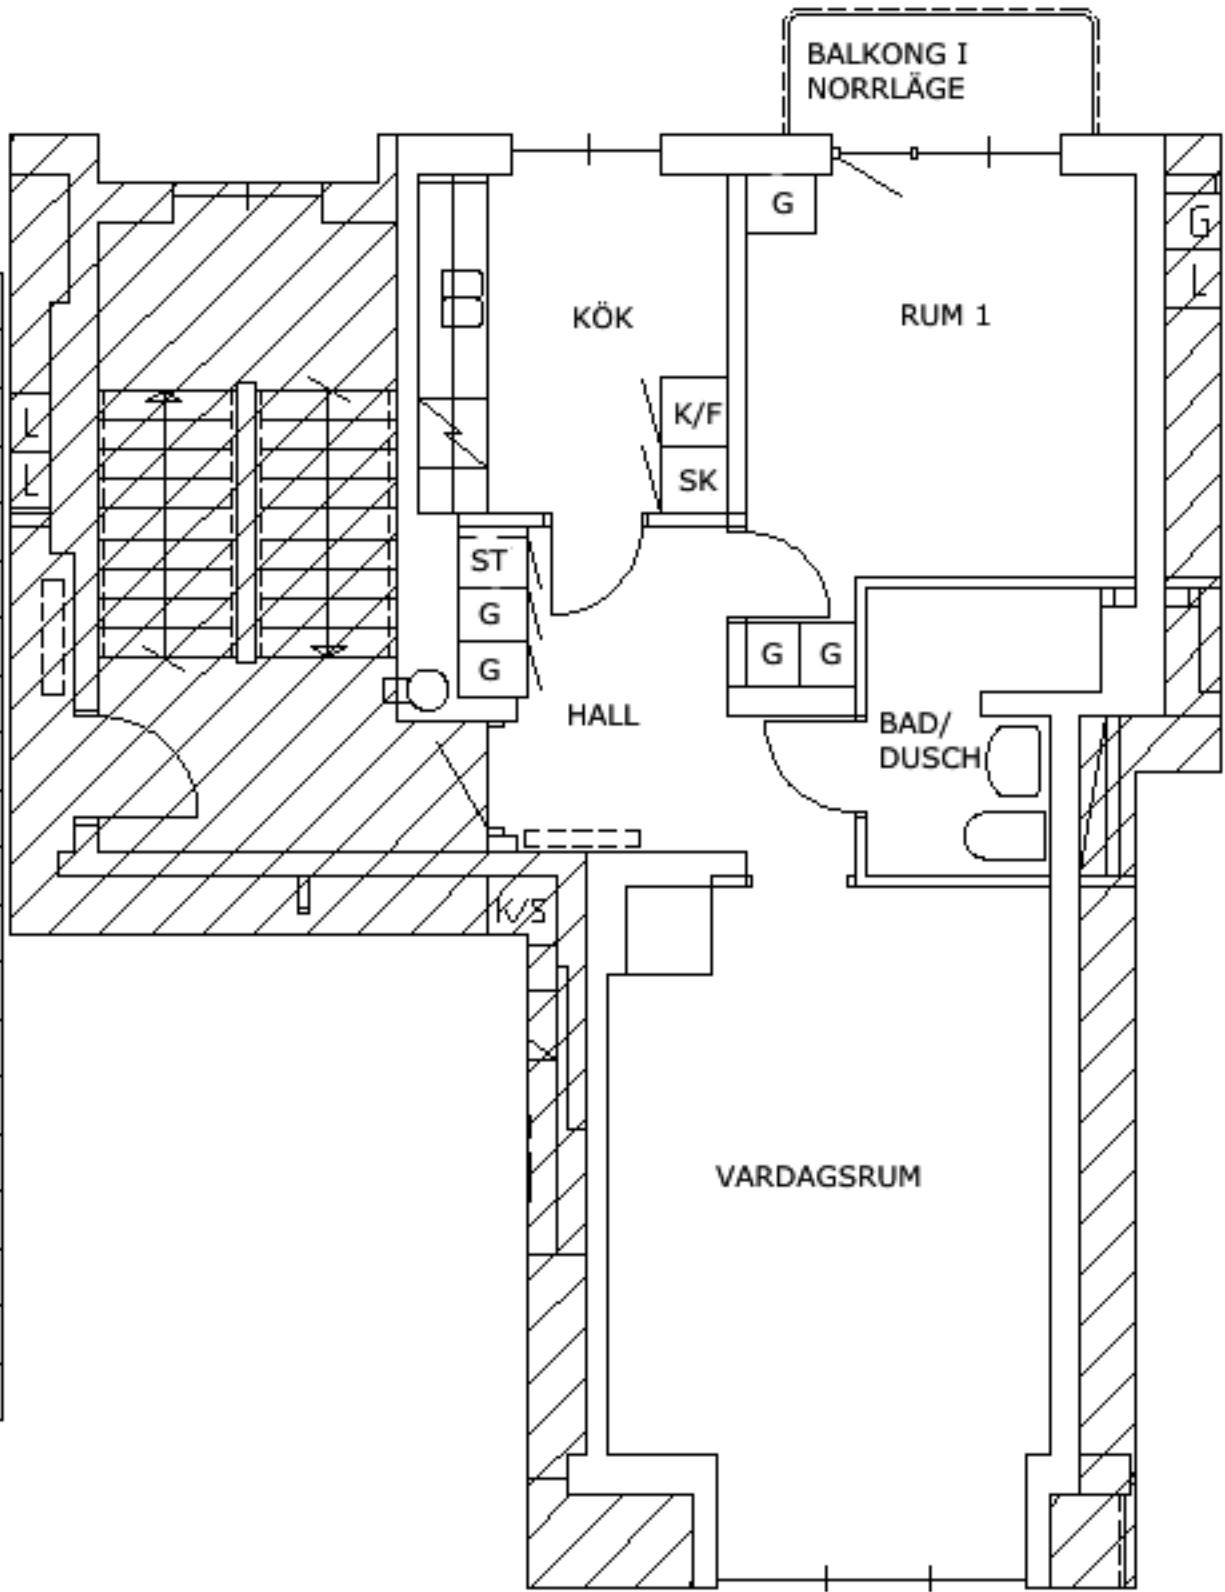 BALKONG I
NORRLÄGE
G
G
L
KÖK
RUM 1
K/F
SK
L
L
ST
G
G
G
G
HALL
BAD/
DUSCH
K/S
VARDAGSRUM